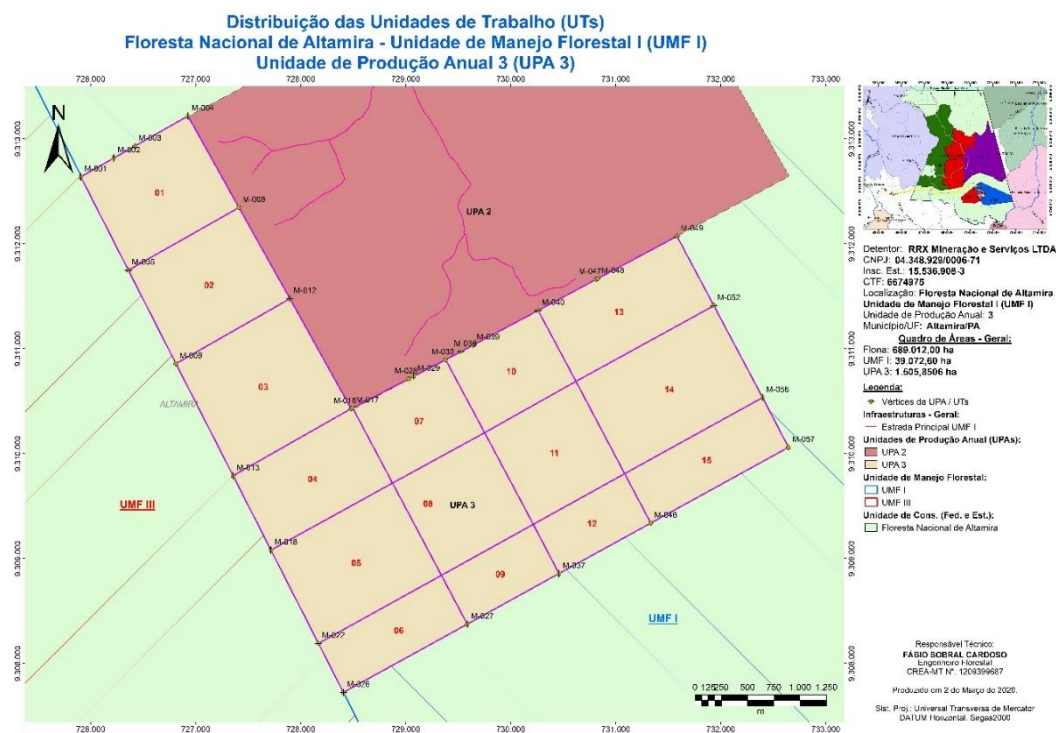 Distribuição das Unidades de Trabalho (UTs)
Floresta Nacional de Altamira - Unidade de Manejo Florestal I (UMF I)
Unidade de Produção Anual 3 (UPA 3)
726.000 727.000 728.000 729.000 730.000 731.000 732.000 733.000
N
M-004
M-003
M-002
M-001
01
M-005
02
M-012
M-009
03
UPA 2
M-049
M-048
M-047
M-052
M-040
13
M-039
M-029
M-028
10
14
M-017
07
M-056
M-057
ALTAMIRA
M-013
04
11
15
UMF III
08
UPA 3
M-018
05
12
M-046
09
M-037
M-022
06
M-027
UMF I
M-026
9.313.000
9.312.000
9.311.000
9.310.000
9.309.000
9.308.000
0 125 250 500 750 1.000 1.250
m
726.000 727.000 728.000 729.000 730.000 731.000 732.000 733.000
Detentor: RRX Mineração e Serviços LTDA
CNPJ: 04.348.929/0006-71
Insc. Est.: 15.536.908-3
CTF: 6674975
Localização: Floresta Nacional de Altamira
Unidade de Manejo Florestal I (UMF I)
Unidade de Produção Anual: 3
Município/UF: Altamira/PA
Quadro de Áreas - Geral:
Flona: 689.012,00 ha
UMF I: 39.072,60 ha
UPA 3: 1.605,8506 ha
Legenda:
Vértices da UPA / UTs
Infraestruturas - Geral:
Estrada Principal UMF I
Unidades de Produção Anual (UPAs):
UPA 2
UPA 3
Unidade de Manejo Florestal:
UMF I
UMF III
Unidade de Cons. (Fed. e Est.):
Floresta Nacional de Altamira
Responsável Técnico:
FÁBIO SOBRAL CARDOSO
Engenheiro Florestal
CREA-MT Nº. 1209399687
Produzido em 2 de Março de 2020.
Sist. Proj.: Universal Transversa de Mercator
DATUM Horizontal: Sirgas2000